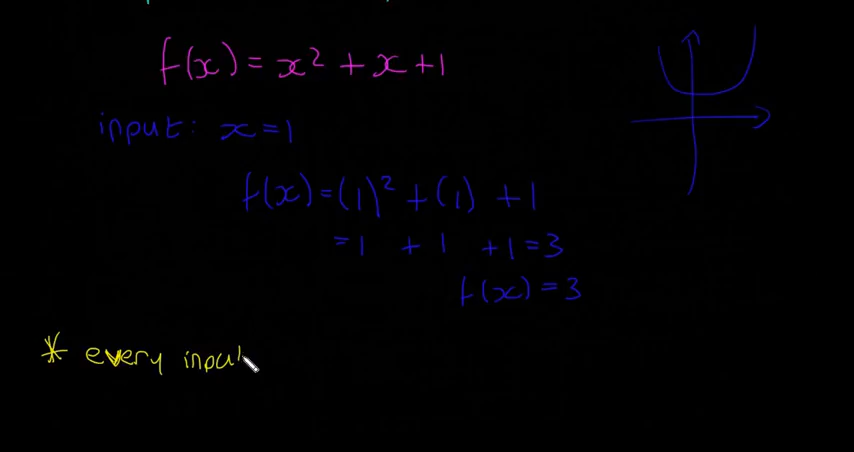 f(x) = x² + x + 1
input: x = 1
f(x) = (1)² + (1) + 1
= 1 + 1 + 1 = 3
f(x) = 3
* every input